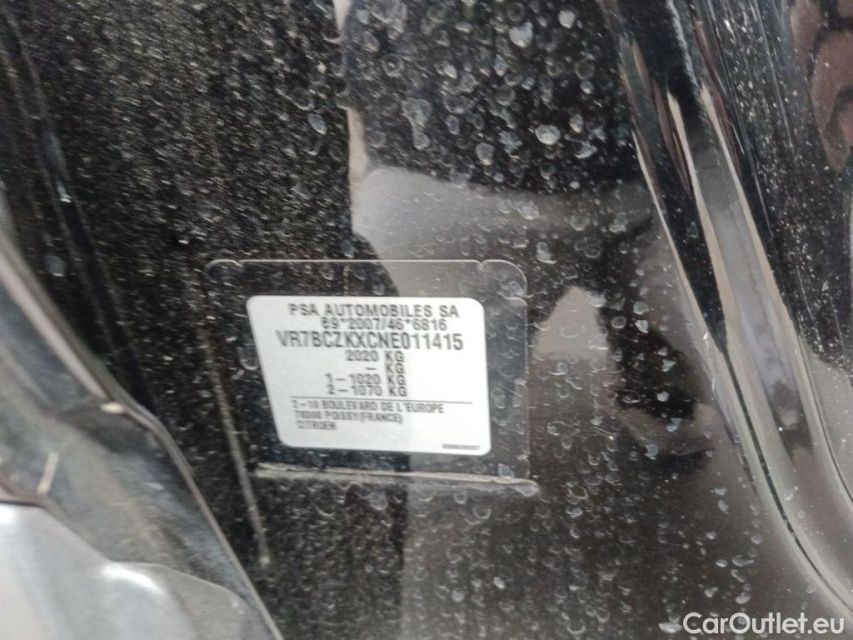 PSA AUTOMOBILES SA
e9*2007/46*6816
VR7BCZKXCNE011415
2020 KG
- KG
1-1020 KG
2-1070 KG
2-10 BOULEVARD DE L'EUROPE
78300 POISSY(FRANCE)
CITROEN
CarOutlet.eu